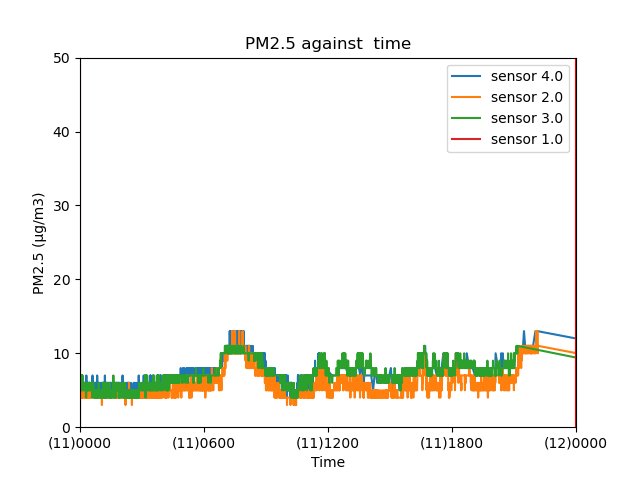 PM2.5 against  time
sensor 4.0
sensor 2.0
sensor 3.0
sensor 1.0
PM2.5 (μg/m3)
50
40
30
20
10
0
(11)0000 (11)0600 (11)1200 (11)1800 (12)0000
Time